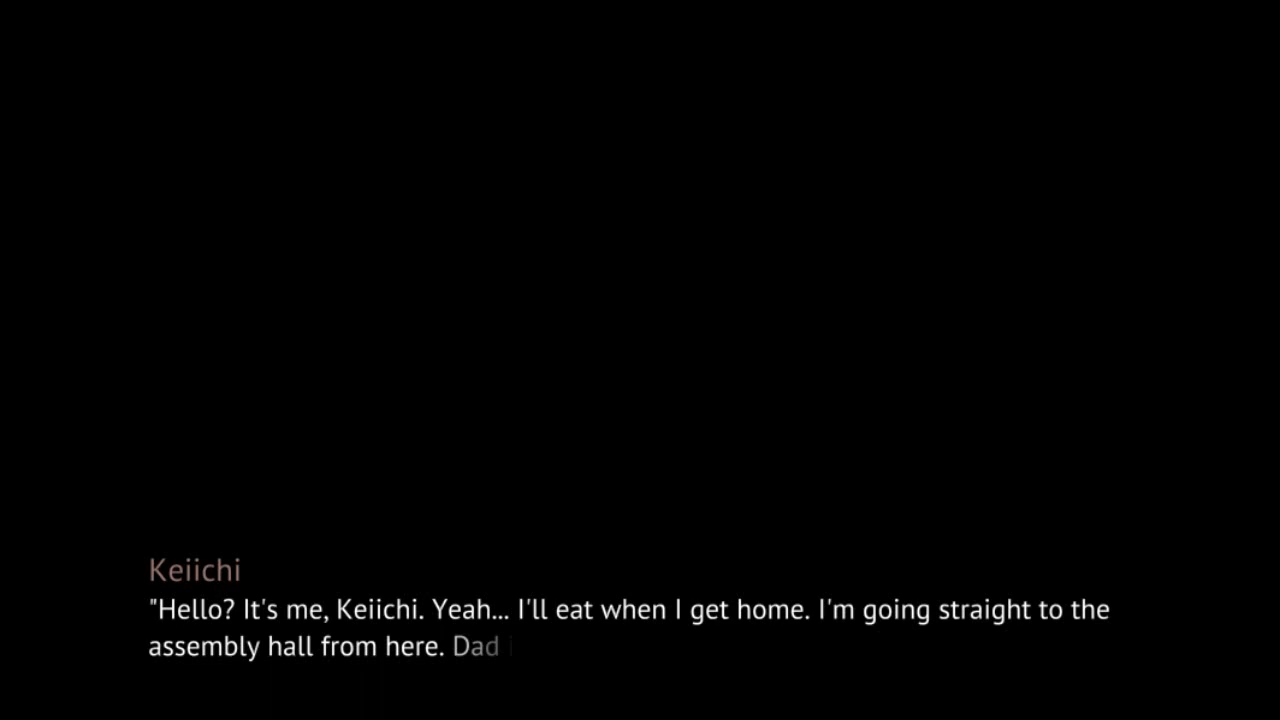 Keiichi
"Hello? It's me, Keiichi. Yeah... I'll eat when I get home. I'm going straight to the
assembly hall from here. Dad i